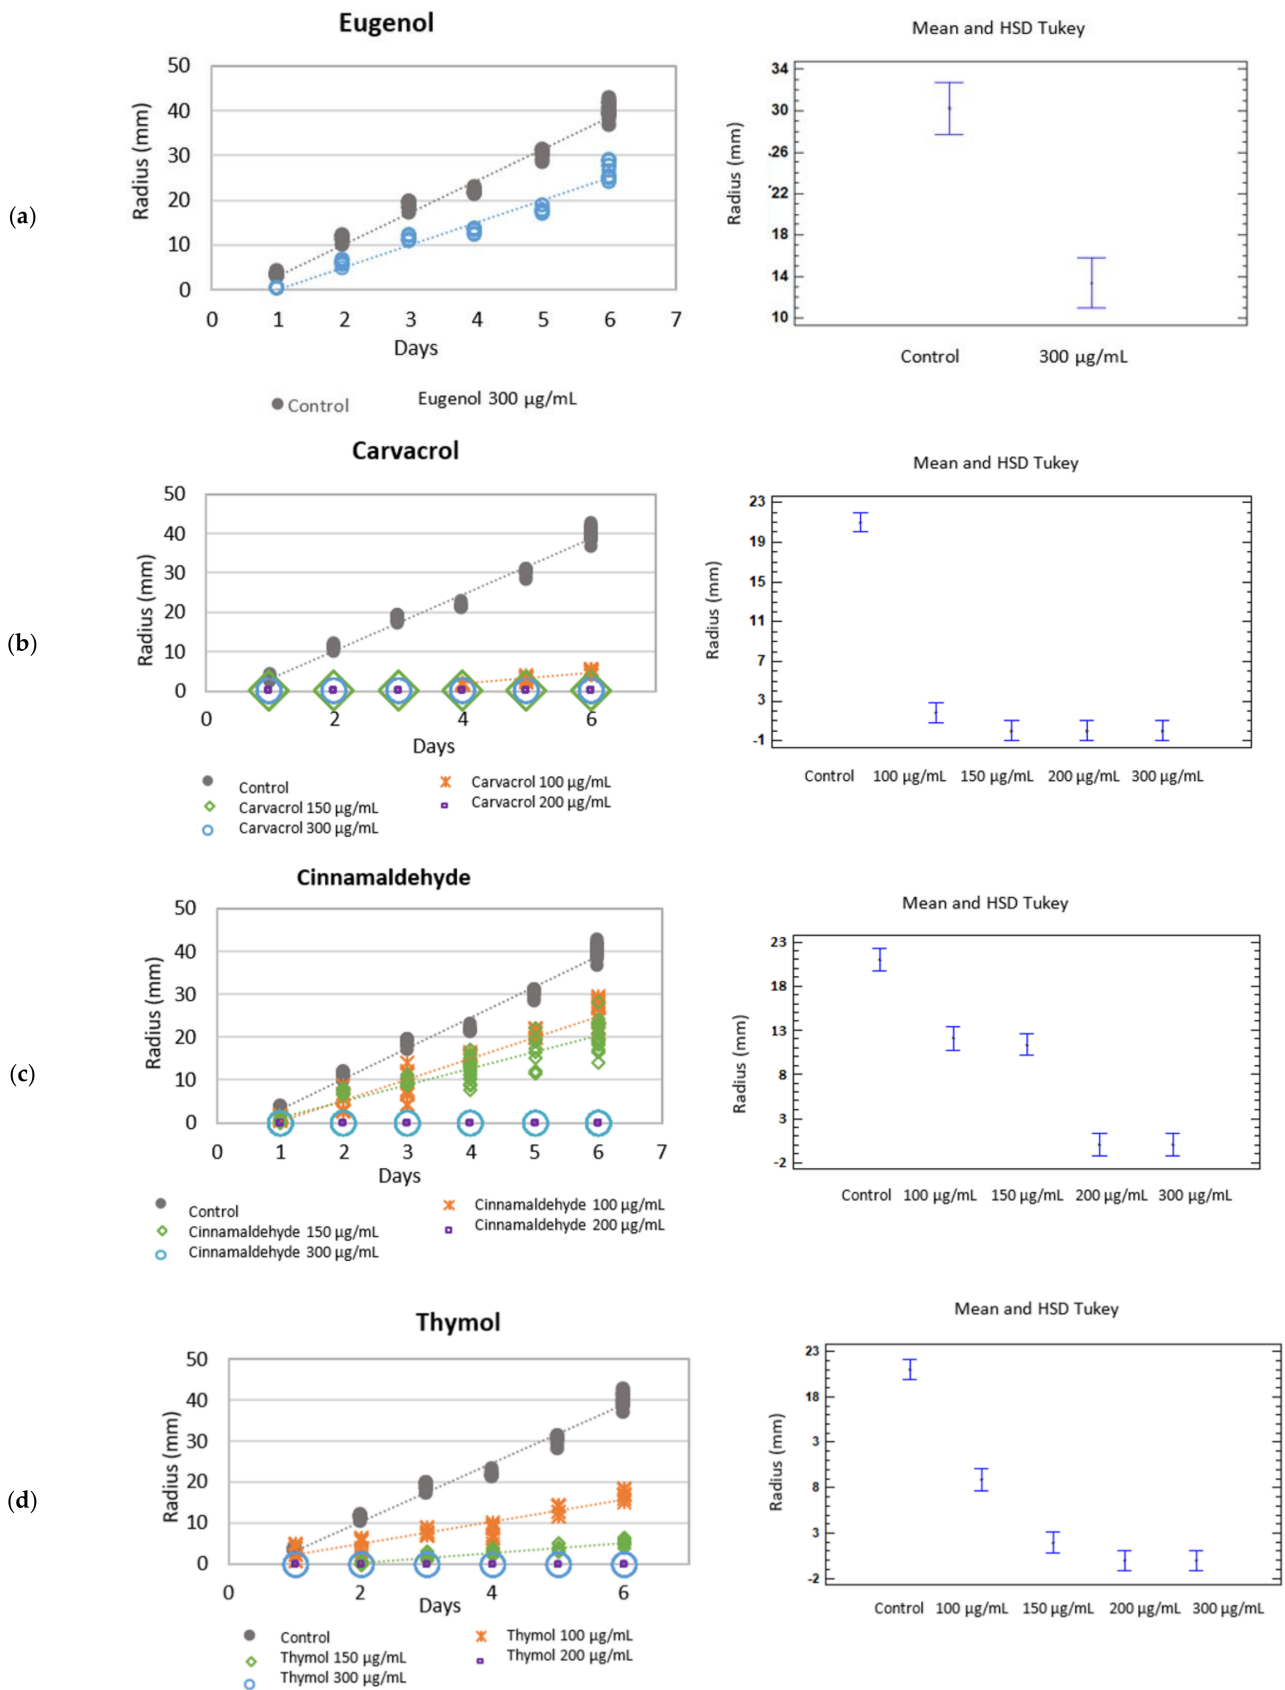 Eugenol
Mean and HSD Tukey
(a)
Radius (mm)
50
40
30
20
10
0
0 1 2 3 4 5 6 7
Days
Control
Eugenol 300 µg/mL
Radius (mm)
34
30
26
22
18
14
10
Control 300 µg/mL
Carvacrol
Mean and HSD Tukey
(b)
Radius (mm)
50
40
30
20
10
0
0 2 4 6
Days
Control
Carvacrol 100 µg/mL
Carvacrol 150 µg/mL
Carvacrol 200 µg/mL
Carvacrol 300 µg/mL
Radius (mm)
23
19
15
11
7
3
-1
Control 100 µg/mL 150 µg/mL 200 µg/mL 300 µg/mL
Cinnamaldehyde
Mean and HSD Tukey
(c)
Radius (mm)
50
40
30
20
10
0
0 1 2 3 4 5 6 7
Days
Control
Cinnamaldehyde 100 µg/mL
Cinnamaldehyde 150 µg/mL
Cinnamaldehyde 200 µg/mL
Cinnamaldehyde 300 µg/mL
Radius (mm)
23
18
13
8
3
-2
Control 100 µg/mL 150 µg/mL 200 µg/mL 300 µg/mL
Thymol
Mean and HSD Tukey
(d)
Radius (mm)
50
40
30
20
10
0
0 2 4 6
Days
Control
Thymol 100 µg/mL
Thymol 150 µg/mL
Thymol 200 µg/mL
Thymol 300 µg/mL
Radius (mm)
23
18
3
8
3
-2
Control 100 µg/mL 150 µg/mL 200 µg/mL 300 µg/mL